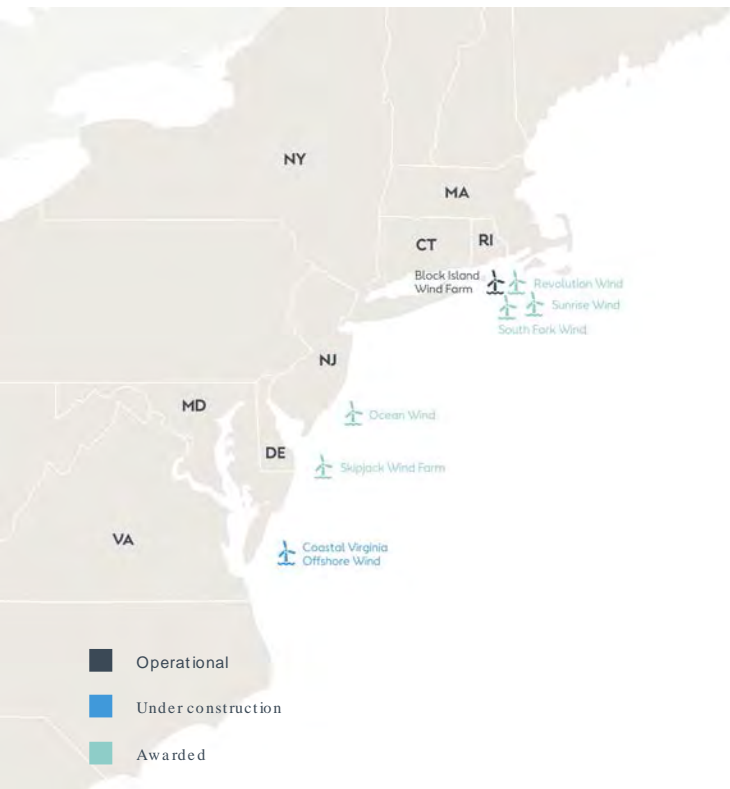 NY
MA
CT
RI
Block Island
Wind Farm
Revolution Wind
Sunrise Wind
South Fork Wind
NJ
MD
Ocean Wind
DE
Skipjack Wind Farm
VA
Coastal Virginia
Offshore Wind
Operational
Under construction
Awarded